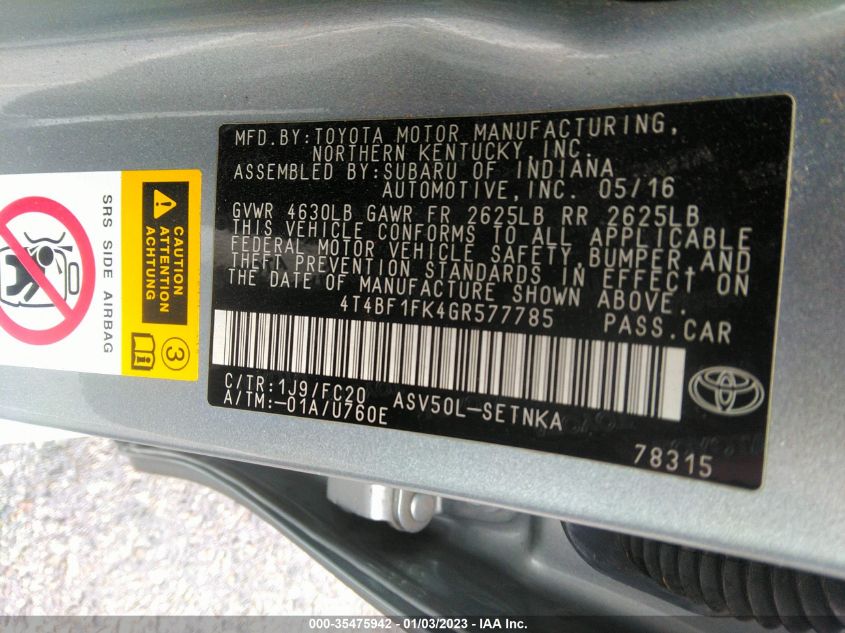 MFD.BY:TOYOTA MOTOR MANUFACTURING,
NORTHERN KENTUCKY, INC.
ASSEMBLED BY:SUBARU OF INDIANA
AUTOMOTIVE,INC. 05/16
GVWR 4630LB GAWR FR 2625LB RR 2625LB
THIS VEHICLE CONFORMS TO ALL APPLICABLE
FEDERAL MOTOR VEHICLE SAFETY, BUMPER AND
THEFT PREVENTION STANDARDS IN EFFECT ON
THE DATE OF MANUFACTURE SHOWN ABOVE.
4T4BF1FK4GR577785 PASS.CAR
C/TR:1J9/FC20 ASV50L-SETNKA
A/TM:-01A/U760E
78315
CAUTION
ATTENTION
ACHTUNG
SRS SIDE AIRBAG
3
000-35475942 - 01/03/2023 - IAA Inc.